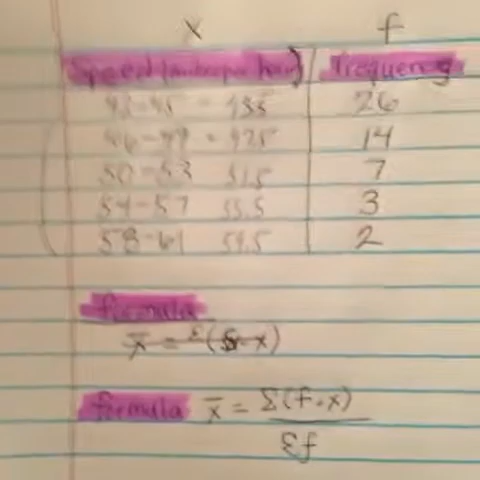 x f
Speed (miles per hour) frequency
42-45 - 43.5 26
46-49 - 47.5 14
50-53 51.5 7
54-57 55.5 3
58-61 59.5 2
formula
x̄ = Σ(f·x)
formula x̄ = Σ(f·x)
Σf